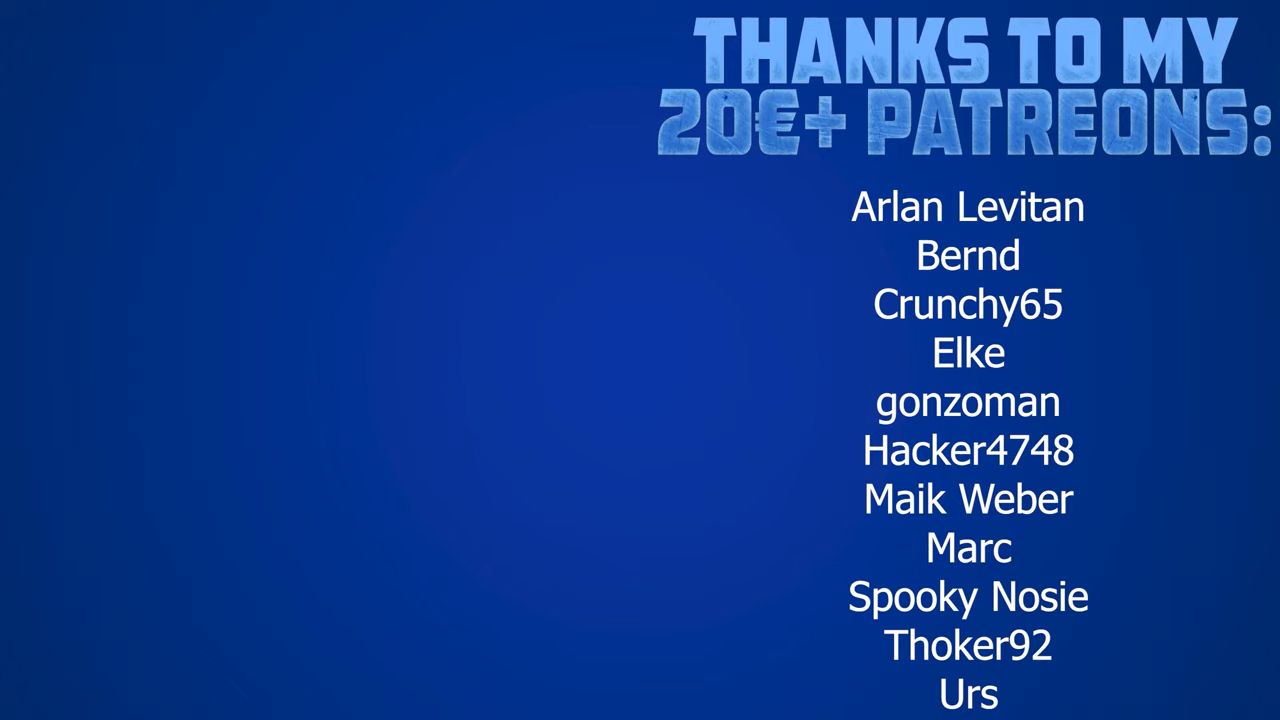 THANKS TO MY
20€+ PATREONS:
Arlan Levitan
Bernd
Crunchy65
Elke
gonzoman
Hacker4748
Maik Weber
Marc
Spooky Nosie
Thoker92
Urs